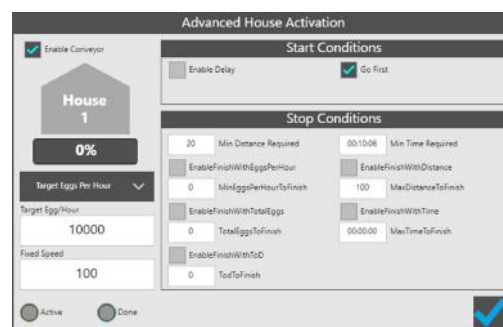 Advanced House Activation
Enable Conveyor
House
1
0%
Target Eggs Per Hour
Target Egg/Hour
10000
Fixed Speed
100
Active
Done
Start Conditions
Enable Delay
Go First
Stop Conditions
20 Min Distance Required
00:10:06 Min Time Required
EnableFinishWithEggsPerHour
EnableFinishWithDistance
0 MinEggsPerHourToFinish
100 MaxDistanceToFinish
EnableFinishWithTotalEggs
EnableFinishWithTime
0 TotalEggsToFinish
00:00:00 MaxTimeToFinish
EnableFinishWithToD
0 TodToFinish